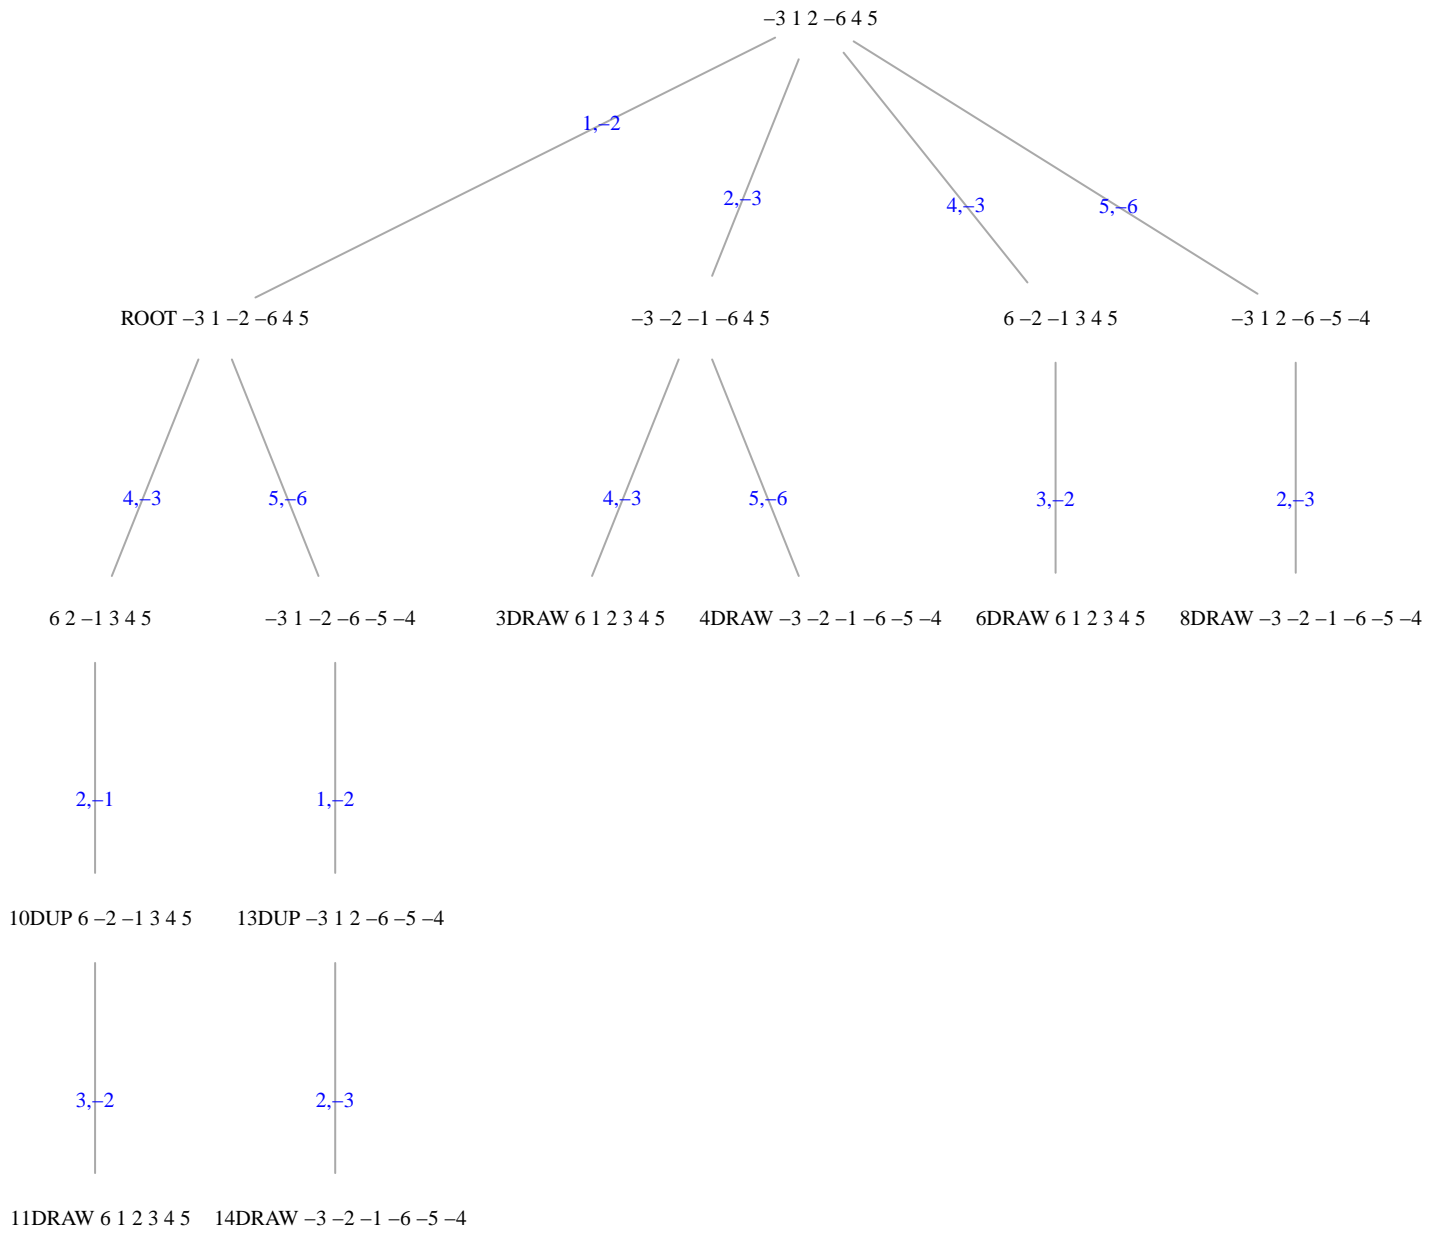 −3 1 2 −6 4 5
1,−2
2,−3
4,−3
5,−6
ROOT −3 1 −2 −6 4 5
−3 −2 −1 −6 4 5
6 −2 −1 3 4 5
−3 1 2 −6 −5 −4
4,−3
5,−6
4,−3
5,−6
3,−2
2,−3
6 2 −1 3 4 5
−3 1 −2 −6 −5 −4
3DRAW 6 1 2 3 4 5
4DRAW −3 −2 −1 −6 −5 −4
6DRAW 6 1 2 3 4 5
8DRAW −3 −2 −1 −6 −5 −4
2,−1
1,−2
10DUP 6 −2 −1 3 4 5
13DUP −3 1 2 −6 −5 −4
3,−2
2,−3
11DRAW 6 1 2 3 4 5
14DRAW −3 −2 −1 −6 −5 −4